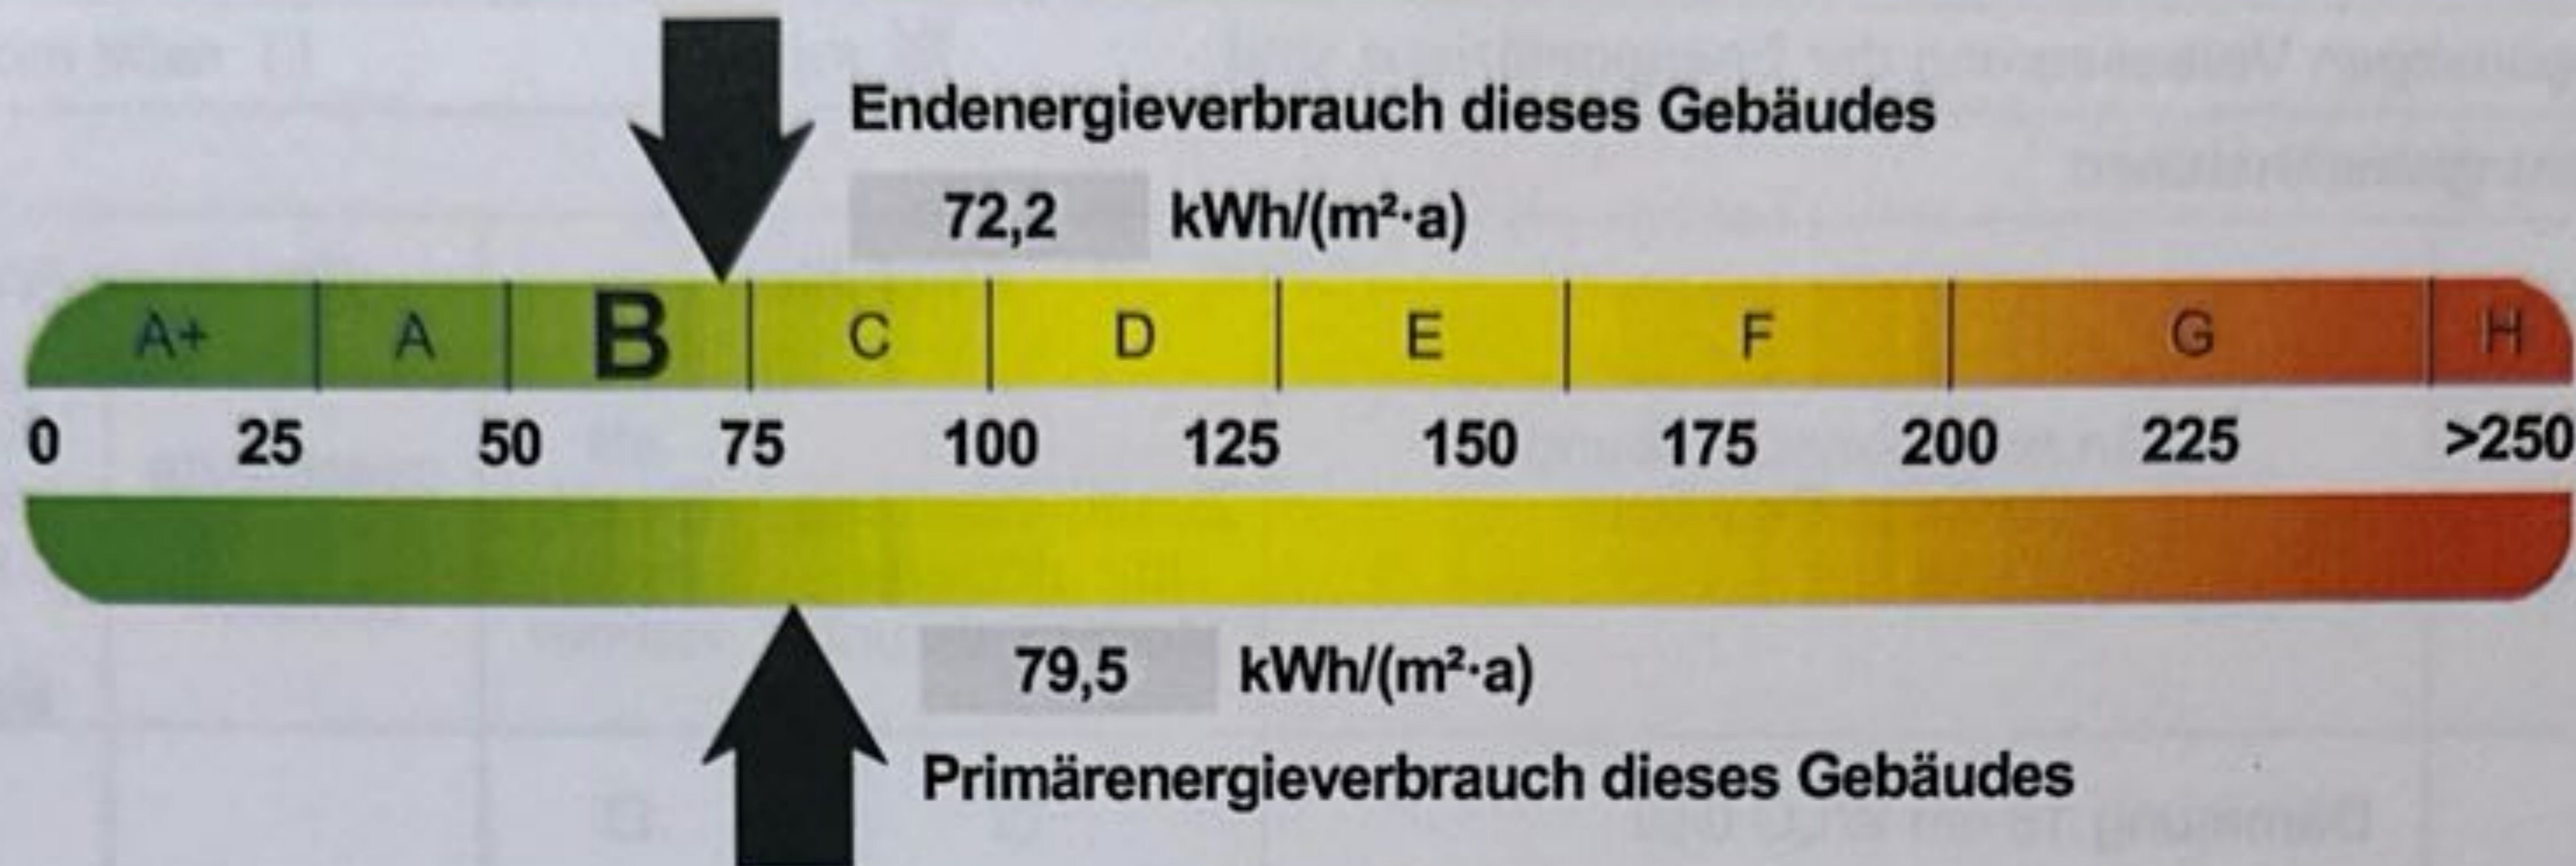 Endenergieverbrauch dieses Gebäudes
72,2 kWh/(m²·a)
A+ A B C D E F G H
0 25 50 75 100 125 150 175 200 225 >250
79,5 kWh/(m²·a)
Primärenergieverbrauch dieses Gebäudes